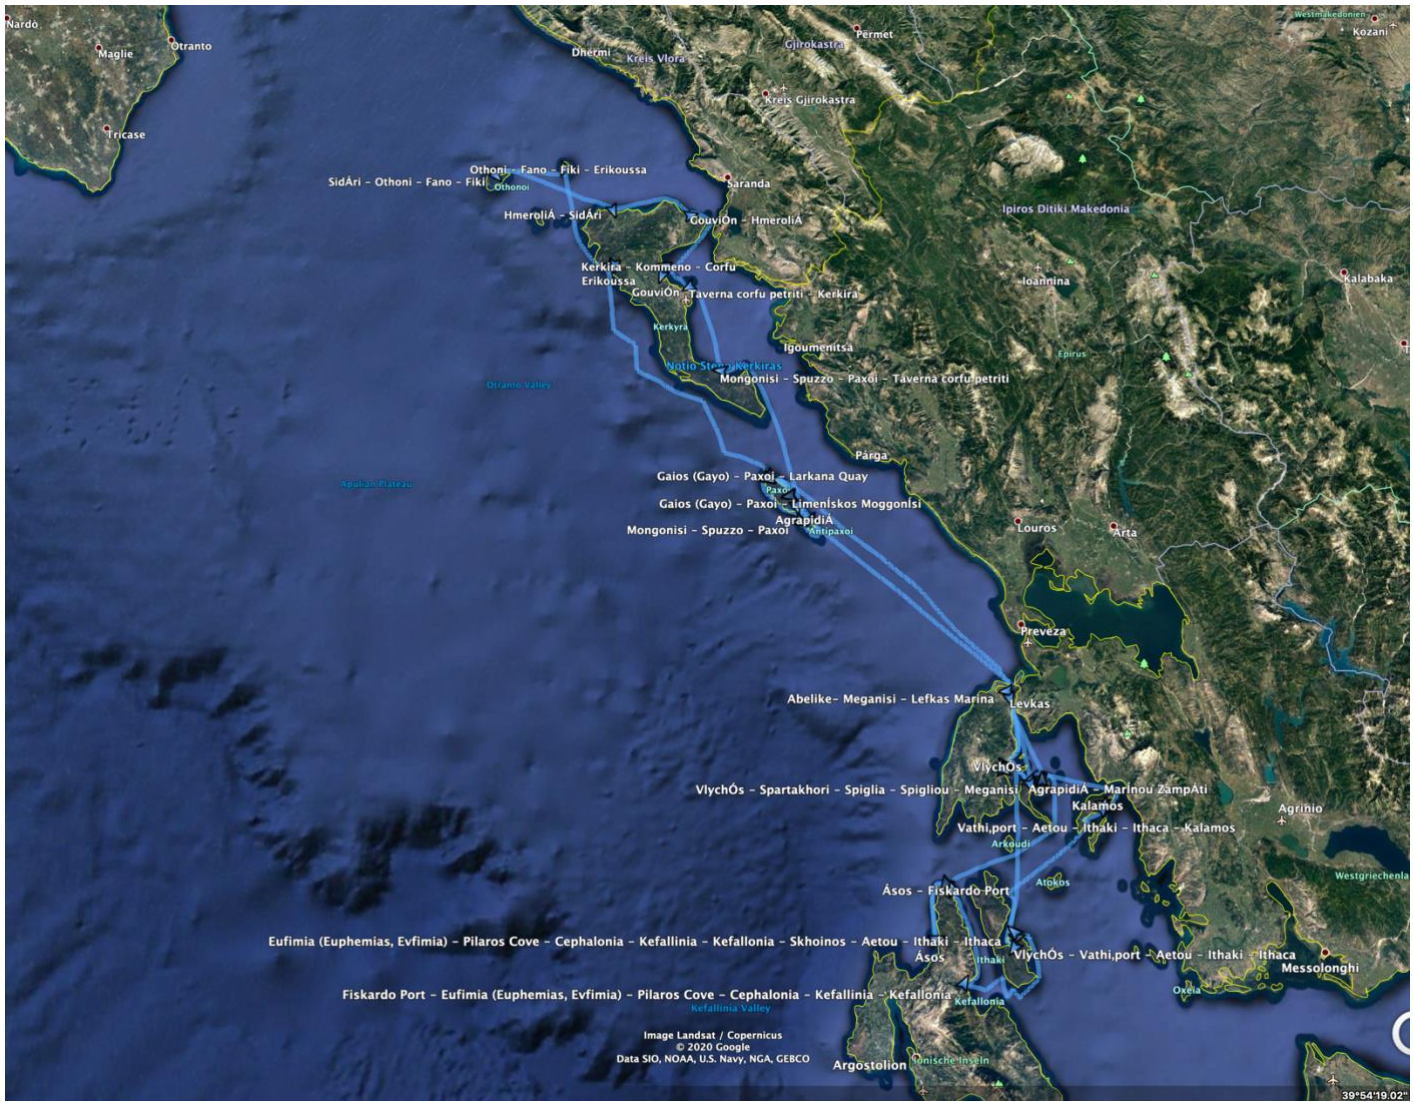 Nardò
Maglie
Otranto
Tricase
Dhermi
Kreis Vlora
Gjirokastra
Permet
Westmakedonien
Kozani
Kreis Gjirokastra
Othoni - Fano - Fiki - Erikoussa
SidÁri - Othoni - Fano - Fiki
Othonoi
Saranda
HmeroliÁ - SidÁri
GouviÓn - HmeroliÁ
Ipiros Ditiki Makedonia
Kerkira - Kommeno - Corfu
Erikoussa
GouviÓn
Taverna corfu petriti - Kerkira
Ioannina
Kalabaka
Kerkyra
Igoumenitsa
Epirus
Notio Steno Kerkiras
Mongonisi - Spuzzo - Paxoi - Taverna corfu petriti
Otranto Valley
Parga
Gaios (Gayo) - Paxoi - Larkana Quay
Apulian Plateau
Paxoi
Gaios (Gayo) - Paxoi - LimenÍskos MoggonÍsi
AgrapidiÁ
Mongonisi - Spuzzo - Paxoi
Antipaxoi
Louros
Arta
Preveza
Abelike- Meganisi - Lefkas Marina
Levkas
VlychÓs
VlychÓs - Spartakhori - Spiglia - Spigliou - Meganisi
AgrapidiÁ - Marínou ZampÁti
Kalamos
Agrinio
Vathi,port - Aetou - Ithaki - Ithaca - Kalamos
Arkoudi
Westgriechenla
Atokos
Ásos - Fiskardo Port
Eufimia (Euphemias, Evfimia) - Pilaros Cove - Cephalonia - Kefallinia - Kefallonia - Skhoinos - Aetou - Ithaki - Ithaca
Ásos
Ithaki
VlychÓs - Vathi,port - Aetou - Ithaki - Ithaca
Messolonghi
Fiskardo Port - Eufimia (Euphemias, Evfimia) - Pilaros Cove - Cephalonia - Kefallinia - Kefallonia
Kefallonia
Oxeia
Kefallinia Valley
Image Landsat / Copernicus
© 2020 Google
Data SIO, NOAA, U.S. Navy, NGA, GEBCO
Argostolion
Ionische Inseln
39°54'19.02"